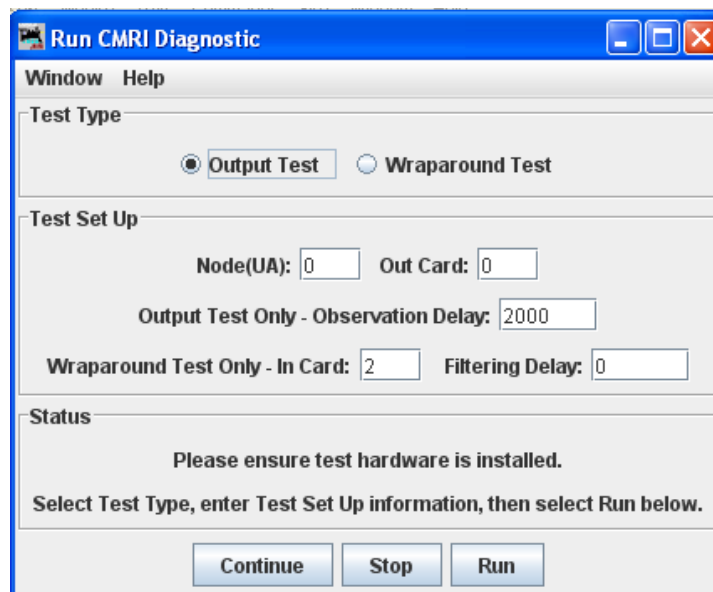 Run CMRI Diagnostic
Window Help
Test Type
Output Test Wraparound Test
Test Set Up
Node(UA): 0 Out Card: 0
Output Test Only - Observation Delay: 2000
Wraparound Test Only - In Card: 2 Filtering Delay: 0
Status
Please ensure test hardware is installed.
Select Test Type, enter Test Set Up information, then select Run below.
Continue Stop Run